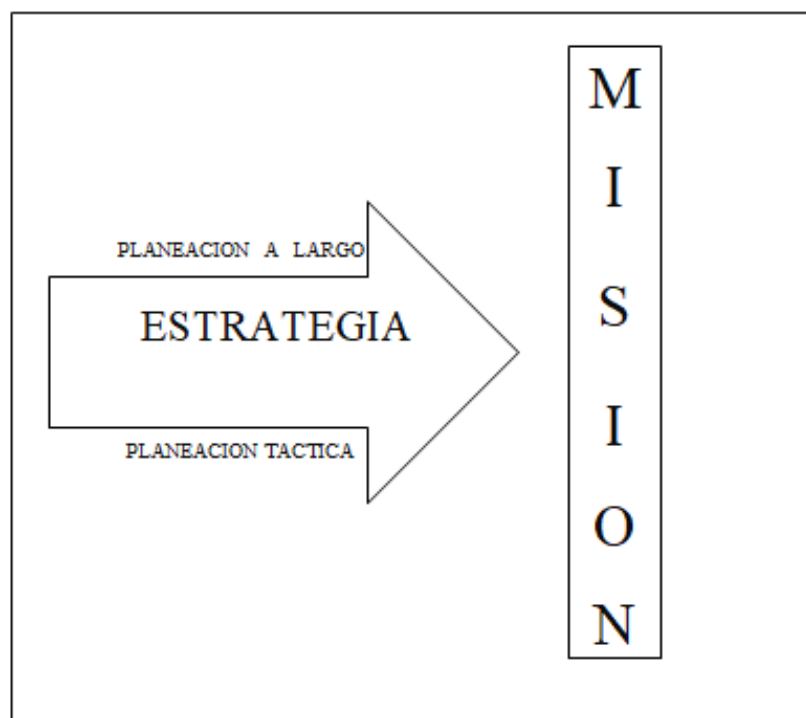 PLANEACION A LARGO
ESTRATEGIA
PLANEACION TACTICA
M
I
S
I
O
N